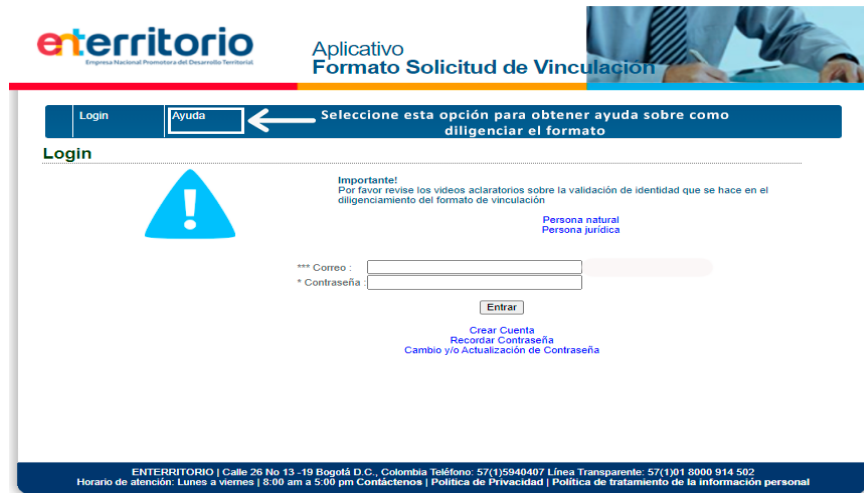 enterritorio
Empresa Nacional Promotora del Desarrollo Territorial
Aplicativo
Formato Solicitud de Vinculación
Login
Ayuda
Seleccione esta opción para obtener ayuda sobre como
diligenciar el formato
Login
!
Importante!
Por favor revise los videos aclaratorios sobre la validación de identidad que se hace en el
diligenciamiento del formato de vinculación
Persona natural
Persona jurídica
*** Correo :
* Contraseña :
Entrar
Crear Cuenta
Recordar Contraseña
Cambio y/o Actualización de Contraseña
ENTERRITORIO | Calle 26 No 13 -19 Bogotá D.C., Colombia Teléfono: 57(1)5940407 Línea Transparente: 57(1)01 8000 914 502
Horario de atención: Lunes a viernes | 8:00 am a 5:00 pm Contáctenos | Politica de Privacidad | Política de tratamiento de la información personal